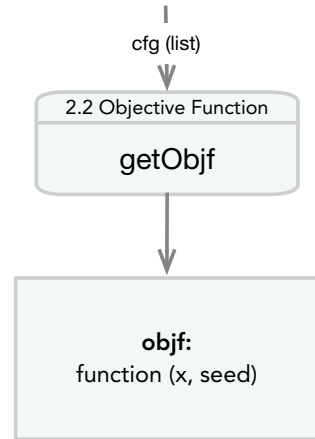 cfg (list)
2.2 Objective Function
getObjf
objf:
function (x, seed)